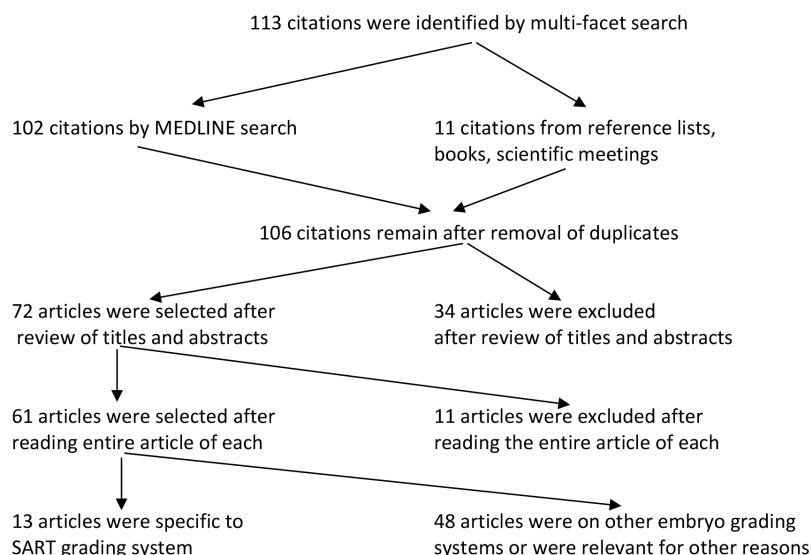 113 citations were identified by multi-facet search
102 citations by MEDLINE search
11 citations from reference lists,
books, scientific meetings
106 citations remain after removal of duplicates
72 articles were selected after
review of titles and abstracts
34 articles were excluded
after review of titles and abstracts
61 articles were selected after
reading entire article of each
11 articles were excluded after
reading the entire article of each
13 articles were specific to
SART grading system
48 articles were on other embryo grading
systems or were relevant for other reasons